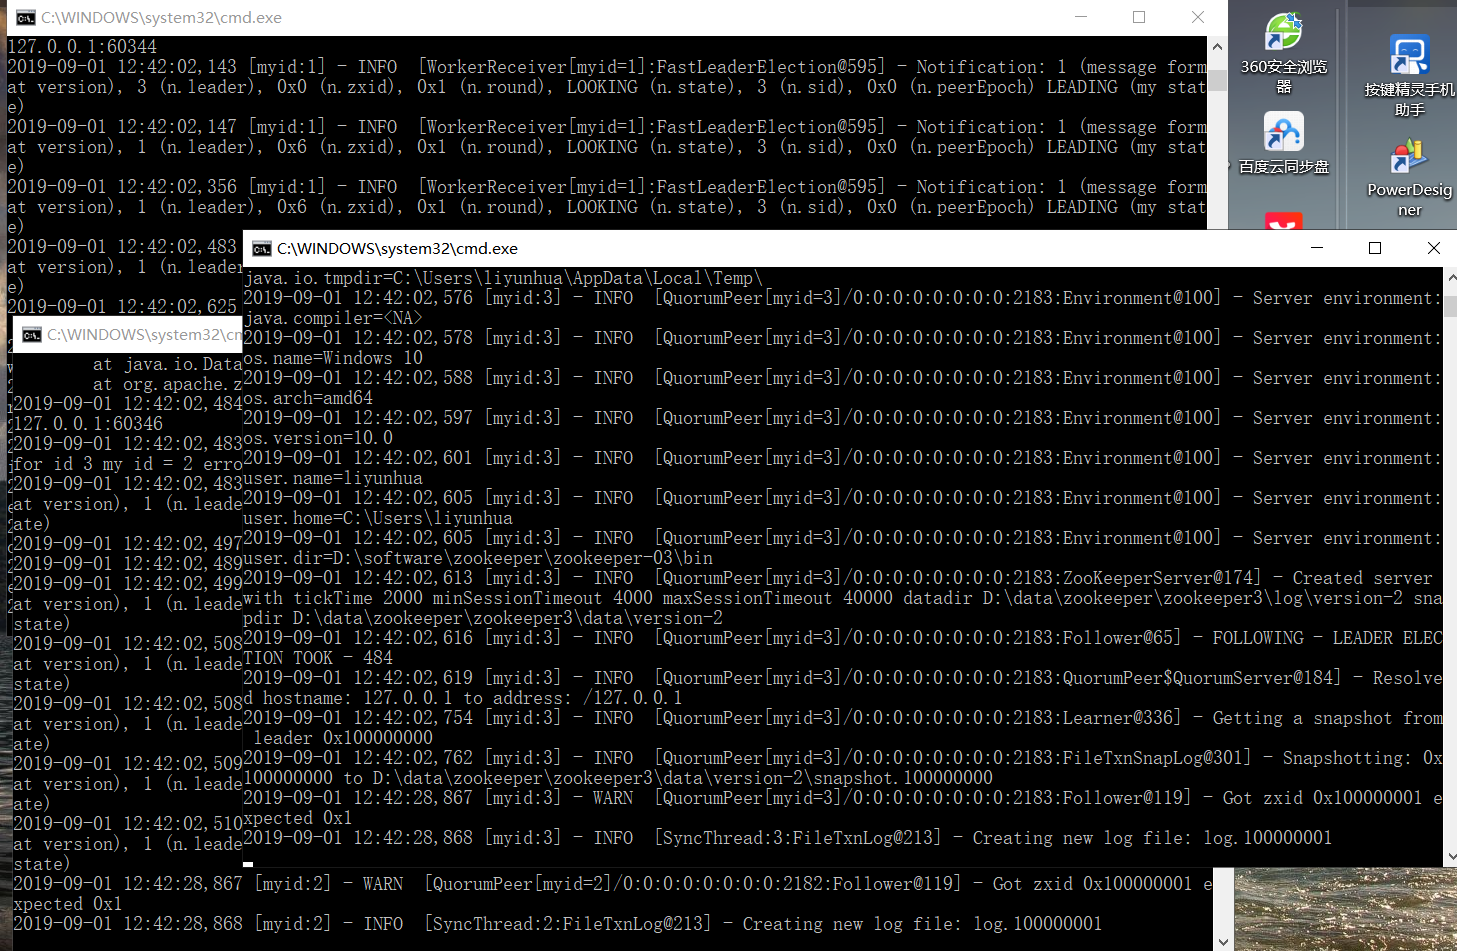 C:\WINDOWS\system32\cmd.exe
127.0.0.1:60344
2019-09-01 12:42:02,143 [myid:1] - INFO  [WorkerReceiver[myid=1]:FastLeaderElection@595] - Notification: 1 (message form
at version), 3 (n.leader), 0x0 (n.zxid), 0x1 (n.round), LOOKING (n.state), 3 (n.sid), 0x0 (n.peerEpoch) LEADING (my stat
e)
2019-09-01 12:42:02,147 [myid:1] - INFO  [WorkerReceiver[myid=1]:FastLeaderElection@595] - Notification: 1 (message form
at version), 1 (n.leader), 0x6 (n.zxid), 0x1 (n.round), LOOKING (n.state), 3 (n.sid), 0x0 (n.peerEpoch) LEADING (my stat
e)
2019-09-01 12:42:02,356 [myid:1] - INFO  [WorkerReceiver[myid=1]:FastLeaderElection@595] - Notification: 1 (message form
at version), 1 (n.leader), 0x6 (n.zxid), 0x1 (n.round), LOOKING (n.state), 3 (n.sid), 0x0 (n.peerEpoch) LEADING (my stat
e)
2019-09-01 12:42:02,483
at version), 1 (n.leader
e)
2019-09-01 12:42:02,625
360安全浏览
器
按键精灵手机
助手
百度云同步盘
PowerDesig
ner
C:\WINDOWS\system32\cmd.exe
java.io.tmpdir=C:\Users\liyunhua\AppData\Local\Temp\
2019-09-01 12:42:02,576 [myid:3] - INFO  [QuorumPeer[myid=3]/0:0:0:0:0:0:0:0:2183:Environment@100] - Server environment:
java.compiler=<NA>
2019-09-01 12:42:02,578 [myid:3] - INFO  [QuorumPeer[myid=3]/0:0:0:0:0:0:0:0:2183:Environment@100] - Server environment:
os.name=Windows 10
2019-09-01 12:42:02,588 [myid:3] - INFO  [QuorumPeer[myid=3]/0:0:0:0:0:0:0:0:2183:Environment@100] - Server environment:
os.arch=amd64
2019-09-01 12:42:02,597 [myid:3] - INFO  [QuorumPeer[myid=3]/0:0:0:0:0:0:0:0:2183:Environment@100] - Server environment:
os.version=10.0
2019-09-01 12:42:02,601 [myid:3] - INFO  [QuorumPeer[myid=3]/0:0:0:0:0:0:0:0:2183:Environment@100] - Server environment:
user.name=liyunhua
2019-09-01 12:42:02,605 [myid:3] - INFO  [QuorumPeer[myid=3]/0:0:0:0:0:0:0:0:2183:Environment@100] - Server environment:
user.home=C:\Users\liyunhua
2019-09-01 12:42:02,605 [myid:3] - INFO  [QuorumPeer[myid=3]/0:0:0:0:0:0:0:0:2183:Environment@100] - Server environment:
user.dir=D:\software\zookeeper\zookeeper-03\bin
2019-09-01 12:42:02,613 [myid:3] - INFO  [QuorumPeer[myid=3]/0:0:0:0:0:0:0:0:2183:ZooKeeperServer@174] - Created server
with tickTime 2000 minSessionTimeout 4000 maxSessionTimeout 40000 datadir D:\data\zookeeper\zookeeper3\log\version-2 sna
pdir D:\data\zookeeper\zookeeper3\data\version-2
2019-09-01 12:42:02,616 [myid:3] - INFO  [QuorumPeer[myid=3]/0:0:0:0:0:0:0:0:2183:Follower@65] - FOLLOWING - LEADER ELEC
TION TOOK - 484
2019-09-01 12:42:02,619 [myid:3] - INFO  [QuorumPeer[myid=3]/0:0:0:0:0:0:0:0:2183:QuorumPeer$QuorumServer@184] - Resolve
d hostname: 127.0.0.1 to address: /127.0.0.1
2019-09-01 12:42:02,754 [myid:3] - INFO  [QuorumPeer[myid=3]/0:0:0:0:0:0:0:0:2183:Learner@336] - Getting a snapshot from
 leader 0x100000000
2019-09-01 12:42:02,762 [myid:3] - INFO  [QuorumPeer[myid=3]/0:0:0:0:0:0:0:0:2183:FileTxnSnapLog@301] - Snapshotting: 0x
100000000 to D:\data\zookeeper\zookeeper3\data\version-2\snapshot.100000000
2019-09-01 12:42:28,867 [myid:3] - WARN  [QuorumPeer[myid=3]/0:0:0:0:0:0:0:0:2183:Follower@119] - Got zxid 0x100000001 e
xpected 0x1
2019-09-01 12:42:28,868 [myid:3] - INFO  [SyncThread:3:FileTxnLog@213] - Creating new log file: log.100000001
C:\WINDOWS\system32\cm
at java.io.Data
at org.apache.z
2019-09-01 12:42:02,484
127.0.0.1:60346
2019-09-01 12:42:02,483
for id 3 my id = 2 erro
2019-09-01 12:42:02,483
at version), 1 (n.leade
ate)
2019-09-01 12:42:02,497
2019-09-01 12:42:02,489
2019-09-01 12:42:02,499
at version), 1 (n.leade
state)
2019-09-01 12:42:02,508
at version), 1 (n.leade
state)
2019-09-01 12:42:02,508
at version), 1 (n.leade
ate)
2019-09-01 12:42:02,509
at version), 1 (n.leade
ate)
2019-09-01 12:42:02,510
at version), 1 (n.leade
state)
2019-09-01 12:42:28,867 [myid:2] - WARN  [QuorumPeer[myid=2]/0:0:0:0:0:0:0:0:2182:Follower@119] - Got zxid 0x100000001 e
xpected 0x1
2019-09-01 12:42:28,868 [myid:2] - INFO  [SyncThread:2:FileTxnLog@213] - Creating new log file: log.100000001